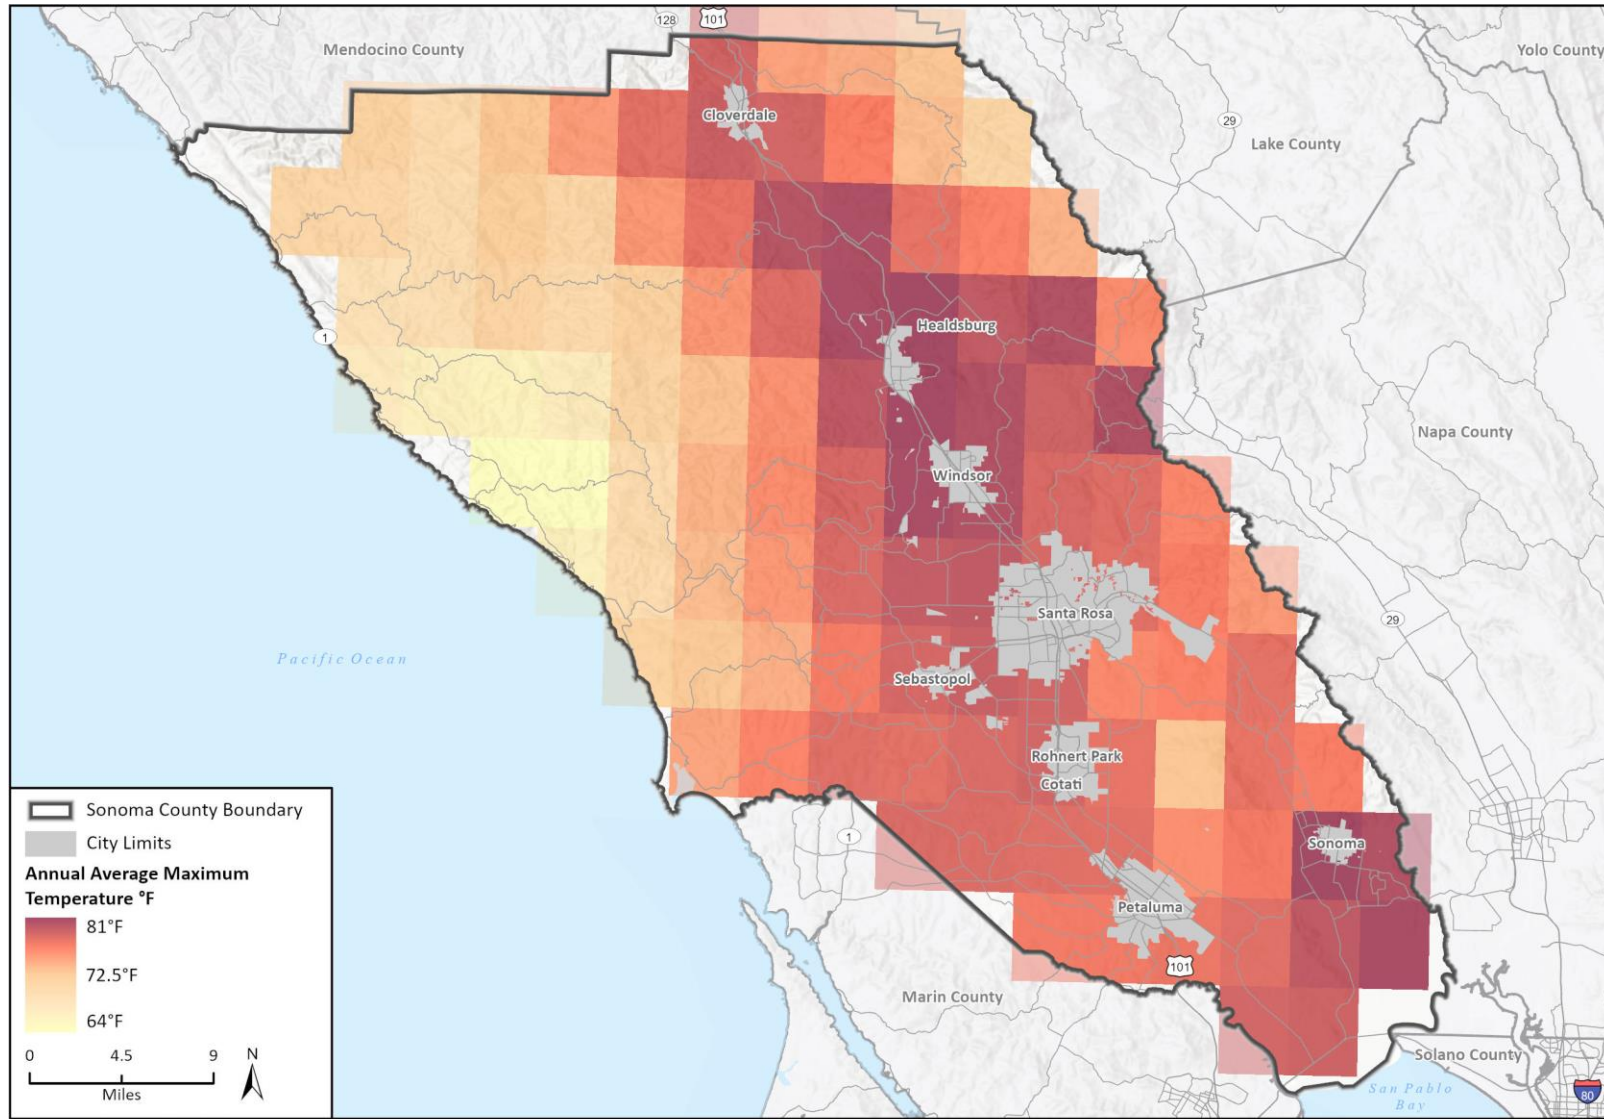 128
101
Mendocino County
Yolo County
Cloverdale
29
Lake County
1
Healdsburg
Napa County
Windsor
Santa Rosa
29
Pacific Ocean
Sebastopol
Rohnert Park
Cotati
1
Sonoma
Petaluma
101
Marin County
Solano County
San Pablo
Bay
80
Sonoma County Boundary
City Limits
Annual Average Maximum
Temperature °F
81°F
72.5°F
64°F
0 4.5 9
Miles
N